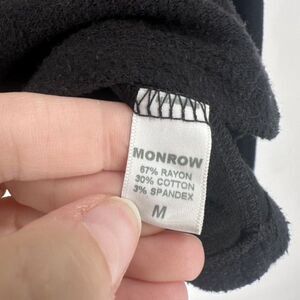 MONROW
67% RAYON
30% COTTON
3% SPANDEX
M